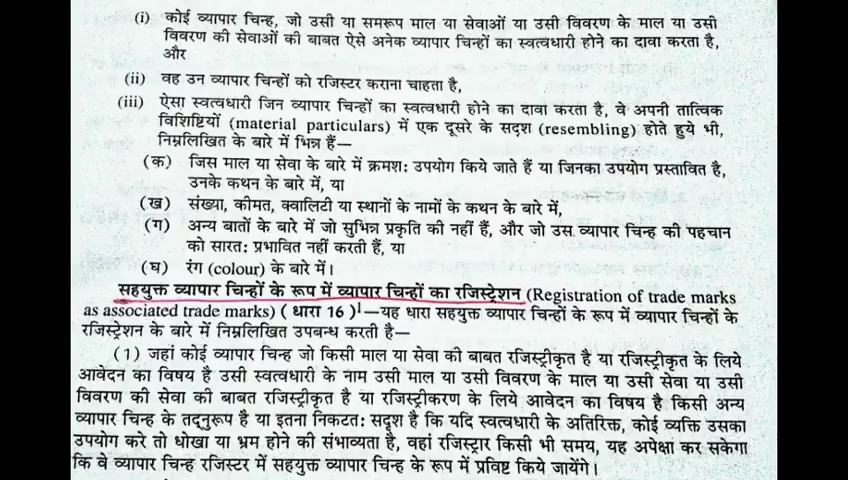 (i) कोई व्यापार चिन्ह, जो उसी या समरूप माल या सेवाओं या उसी विवरण के माल या उसी
विवरण की सेवाओं की बाबत ऐसे अनेक व्यापार चिन्हों का स्वत्वधारी होने का दावा करता है,
और
(ii) वह उन व्यापार चिन्हों को रजिस्टर कराना चाहता है,
(iii) ऐसा स्वत्वधारी जिन व्यापार चिन्हों का स्वत्वधारी होने का दावा करता है, वे अपनी तात्विक
विशिष्टियों (material particulars) में एक दूसरे के सदृश (resembling) होते हुये भी,
निम्नलिखित के बारे में भिन्न हैं—
(क) जिस माल या सेवा के बारे में क्रमश: उपयोग किये जाते हैं या जिनका उपयोग प्रस्तावित है,
उनके कथन के बारे में, या
(ख) संख्या, कीमत, क्वालिटी या स्थानों के नामों के कथन के बारे में,
(ग) अन्य बातों के बारे में जो सुभिन्न प्रकृति की नहीं हैं, और जो उस व्यापार चिन्ह की पहचान
को सारत: प्रभावित नहीं करती हैं, या
(घ) रंग (colour) के बारे में।
सहयुक्त व्यापार चिन्हों के रूप में व्यापार चिन्हों का रजिस्ट्रेशन (Registration of trade marks
as associated trade marks) ( धारा 16 )¹—यह धारा सहयुक्त व्यापार चिन्हों के रूप में व्यापार चिन्हों के
रजिस्ट्रेशन के बारे में निम्नलिखित उपबन्ध करती है—
(1) जहां कोई व्यापार चिन्ह जो किसी माल या सेवा की बाबत रजिस्ट्रीकृत है या रजिस्ट्रीकृत के लिये
आवेदन का विषय है उसी स्वत्वधारी के नाम उसी माल या उसी विवरण के माल या उसी सेवा या उसी
विवरण की सेवा की बाबत रजिस्ट्रीकृत है या रजिस्ट्रीकरण के लिये आवेदन का विषय है किसी अन्य
व्यापार चिन्ह के तद्नुरूप है या इतना निकटत: सदृश है कि यदि स्वत्वधारी के अतिरिक्त, कोई व्यक्ति उसका
उपयोग करे तो धोखा या भ्रम होने की संभाव्यता है, वहां रजिस्ट्रार किसी भी समय, यह अपेक्षा कर सकेगा
कि वे व्यापार चिन्ह रजिस्टर में सहयुक्त व्यापार चिन्ह के रूप में प्रविष्ट किये जायेंगे।